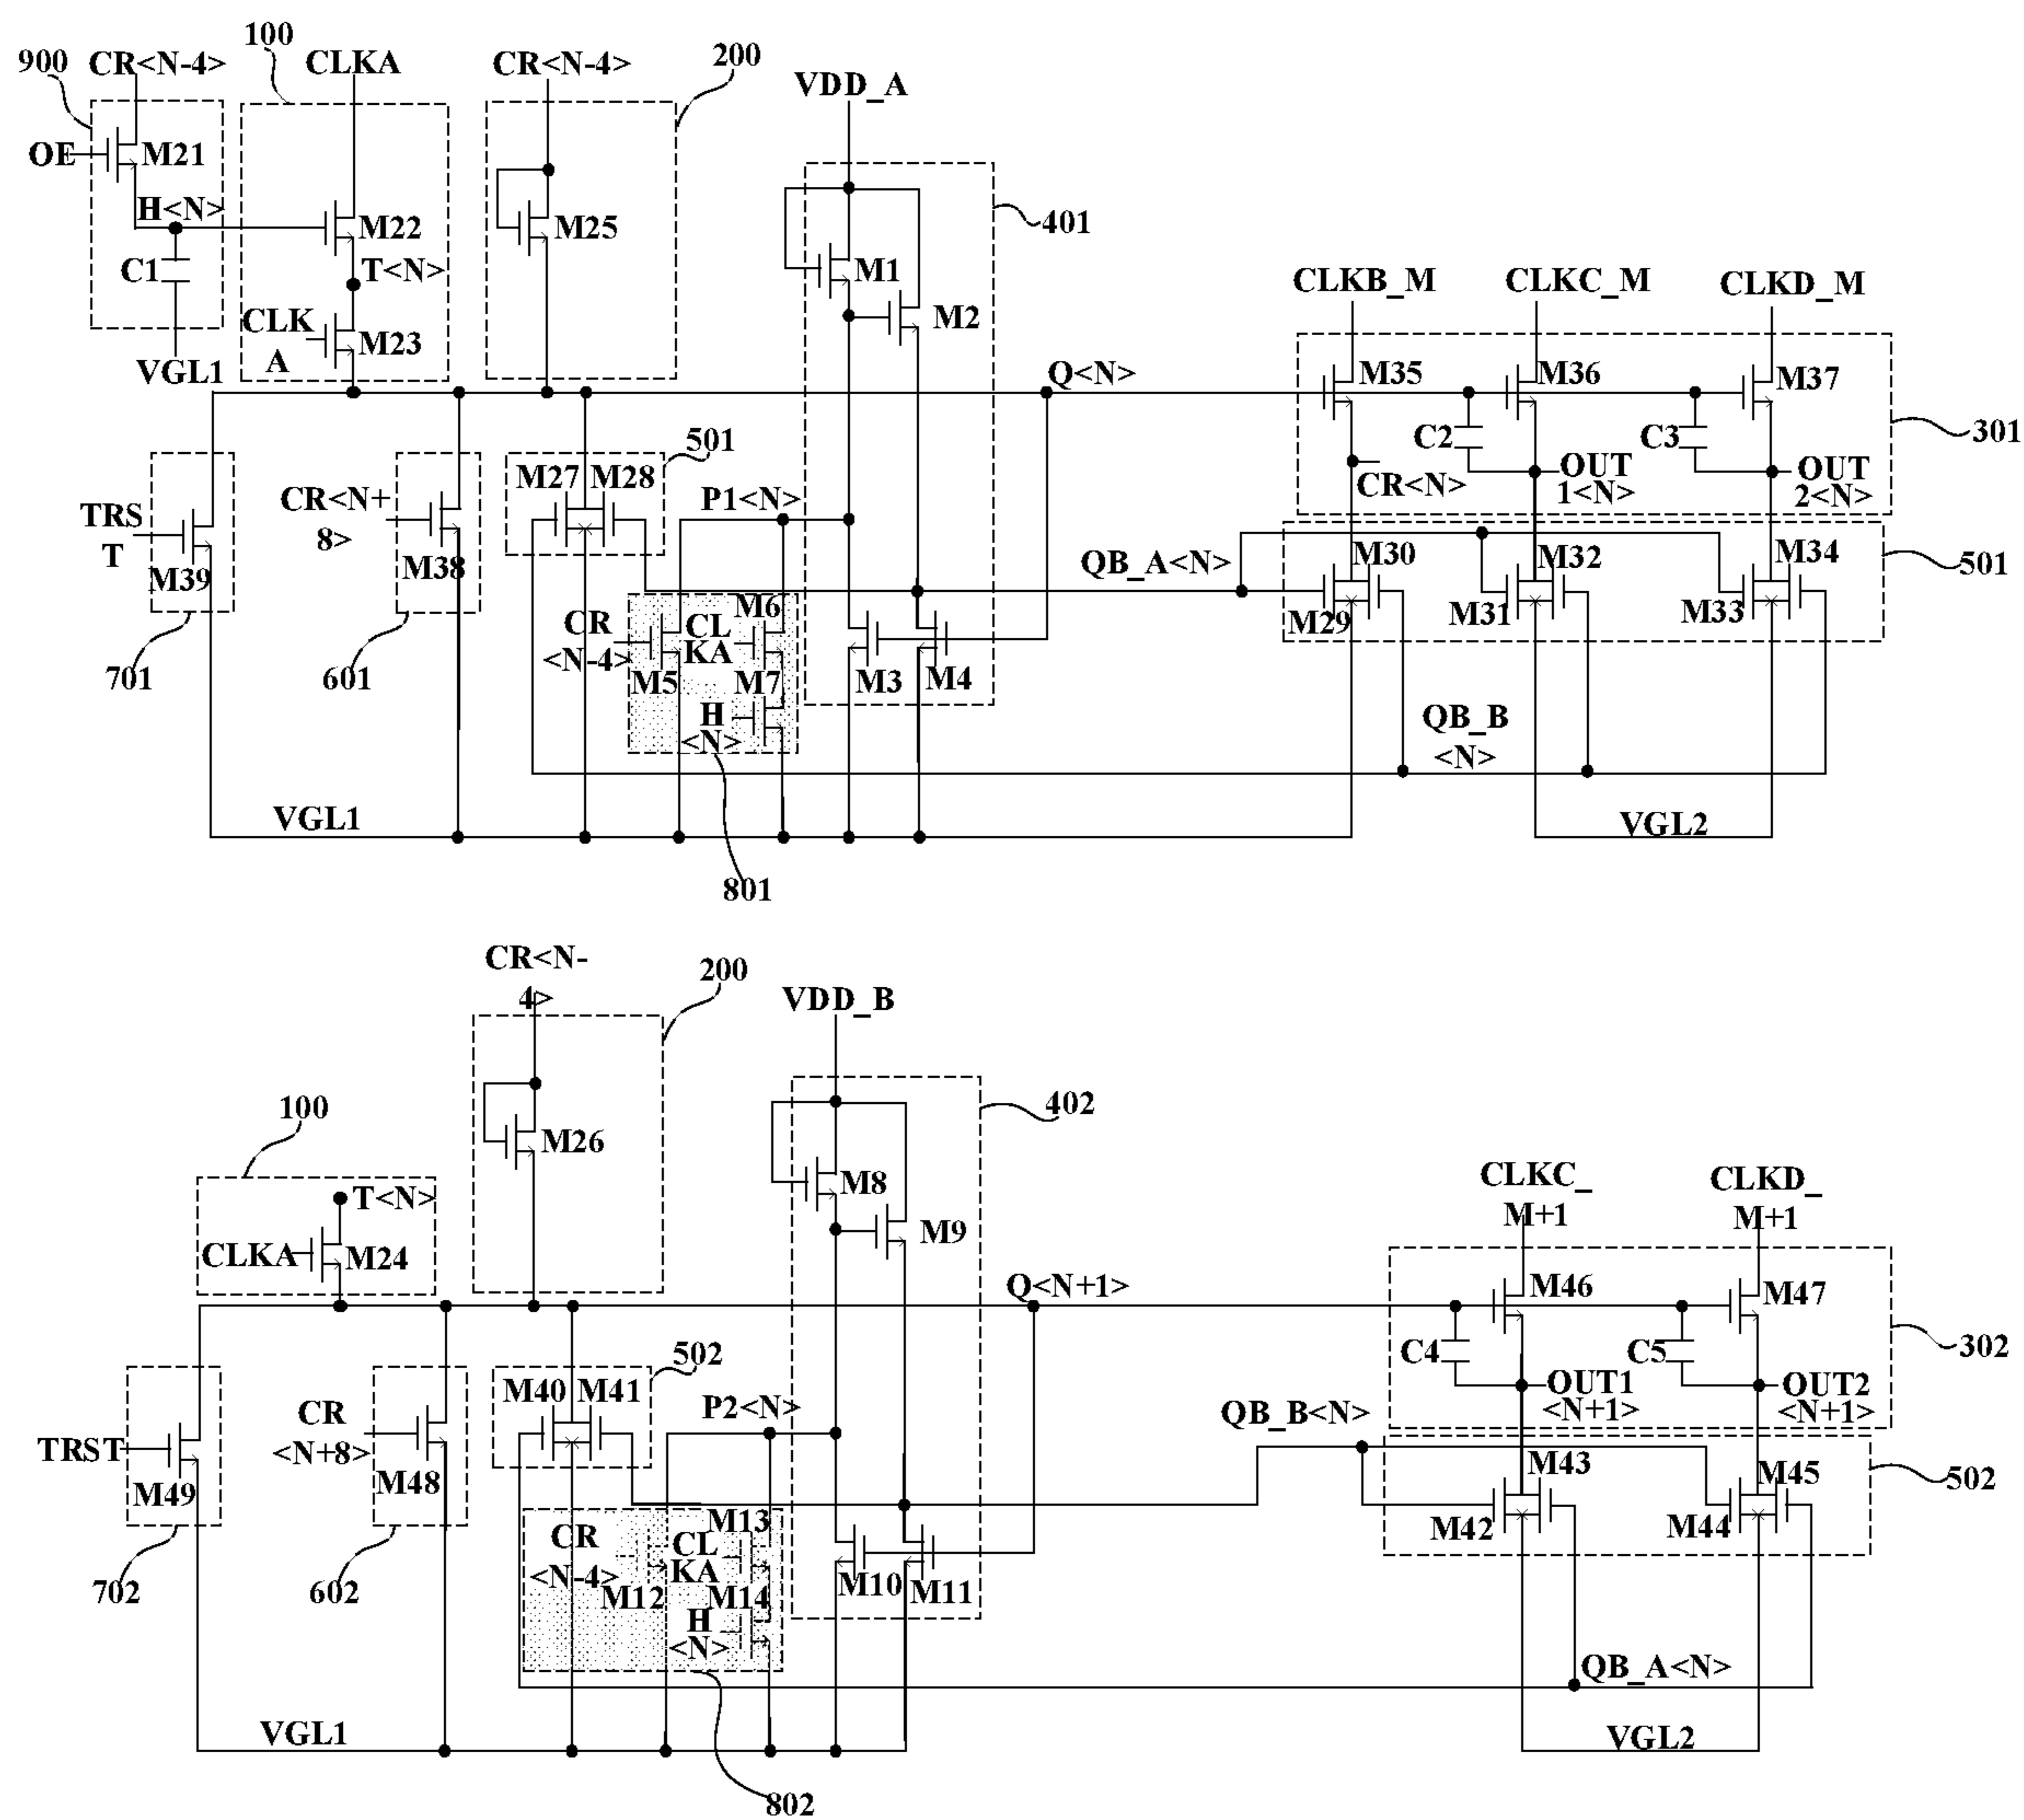 900
CR<N-4>
100
CLKA
CR<N-4>
200
VDD_A
OE
M21
H<N>
M22
C1
T<N>
CLK
A
M23
VGL1
M25
401
M1
M2
CLKB_M
CLKC_M
CLKD_M
Q<N>
M35
M36
M37
C2
C3
301
CR<N>
OUT
1<N>
OUT
2<N>
TRS
T
M39
701
CR<N+
8>
M38
601
M27
M28
501
P1<N>
QB_A<N>
M30
M32
M34
501
M29
M31
M33
CR
<N-4>
M5
CL
KA
M6
M7
H
<N>
M3
M4
QB_B
<N>
VGL1
VGL2
801
CR<N-
4>
200
VDD_B
100
T<N>
CLKA
M24
M26
402
M8
M9
CLKC_
M+1
CLKD_
M+1
Q<N+1>
M46
M47
C4
C5
302
OUT1
<N+1>
OUT2
<N+1>
TRST
M49
702
CR
<N+8>
M48
602
M40
M41
502
P2<N>
QB_B<N>
M43
M45
502
M42
M44
CR
<N-4>
M12
CL
KA
M13
M14
H
<N>
M10
M11
QB_A<N>
VGL1
VGL2
802